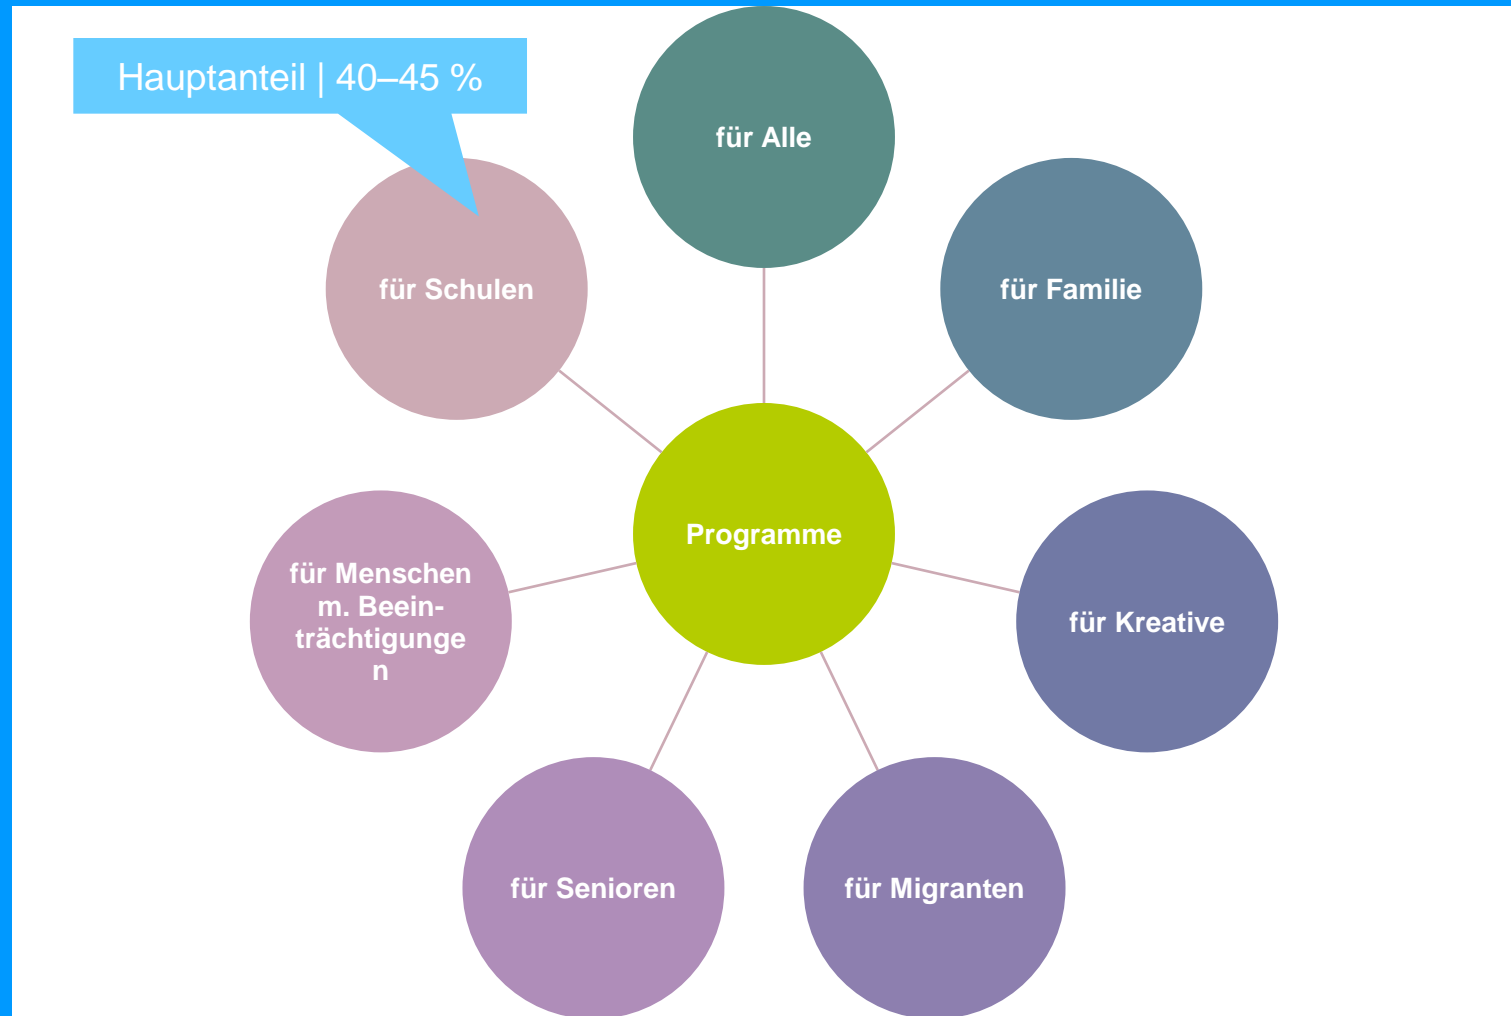 Hauptanteil | 40–45 %
für Alle
für Schulen
für Familie
Programme
für Menschen
m. Beein-
trächtigunge
n
für Kreative
für Senioren
für Migranten